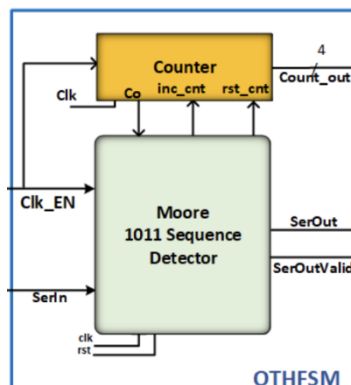 4
Counter
Count_out
Clk
Co
inc_cnt
rst_cnt
Clk_EN
Moore
1011 Sequence
Detector
SerOut
SerOutValid
SerIn
clk
rst
OTHFSM